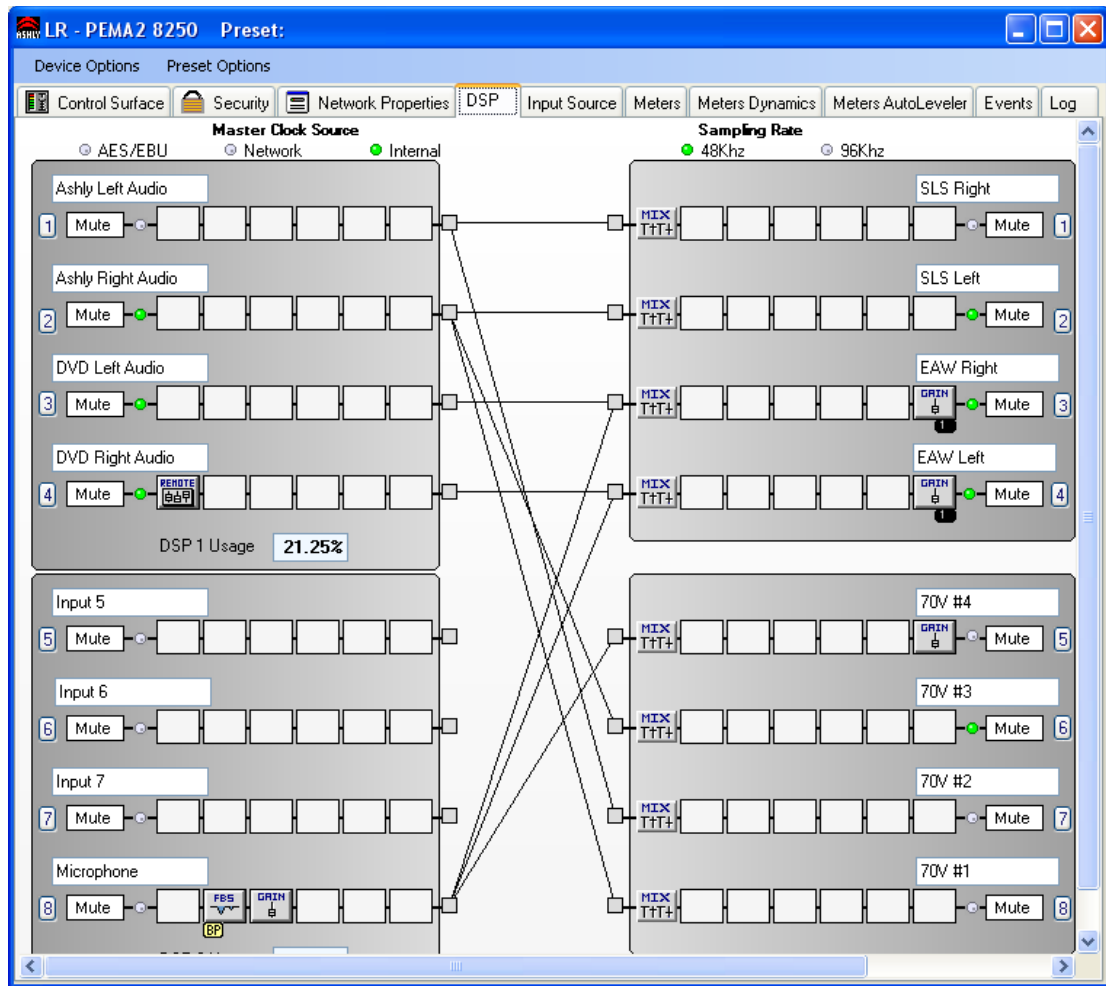 ASHLY LR - PEMA2 8250 Preset:
Device Options Preset Options
Control Surface Security Network Properties DSP Input Source Meters Meters Dynamics Meters AutoLeveler Events Log
Master Clock Source Sampling Rate
AES/EBU Network Internal 48Khz 96Khz
Ashly Left Audio SLS Right
1 Mute MIX Mute 1
Ashly Right Audio SLS Left
2 Mute MIX Mute 2
DVD Left Audio EAW Right
3 Mute MIX GAIN Mute 3
1
DVD Right Audio EAW Left
4 Mute REMOTE MIX GAIN Mute 4
1
DSP 1 Usage 21.25%
Input 5 70V #4
5 Mute MIX GAIN Mute 5
Input 6 70V #3
6 Mute MIX Mute 6
Input 7 70V #2
7 Mute MIX Mute 7
Microphone 70V #1
8 Mute FBS GAIN MIX Mute 8
BP